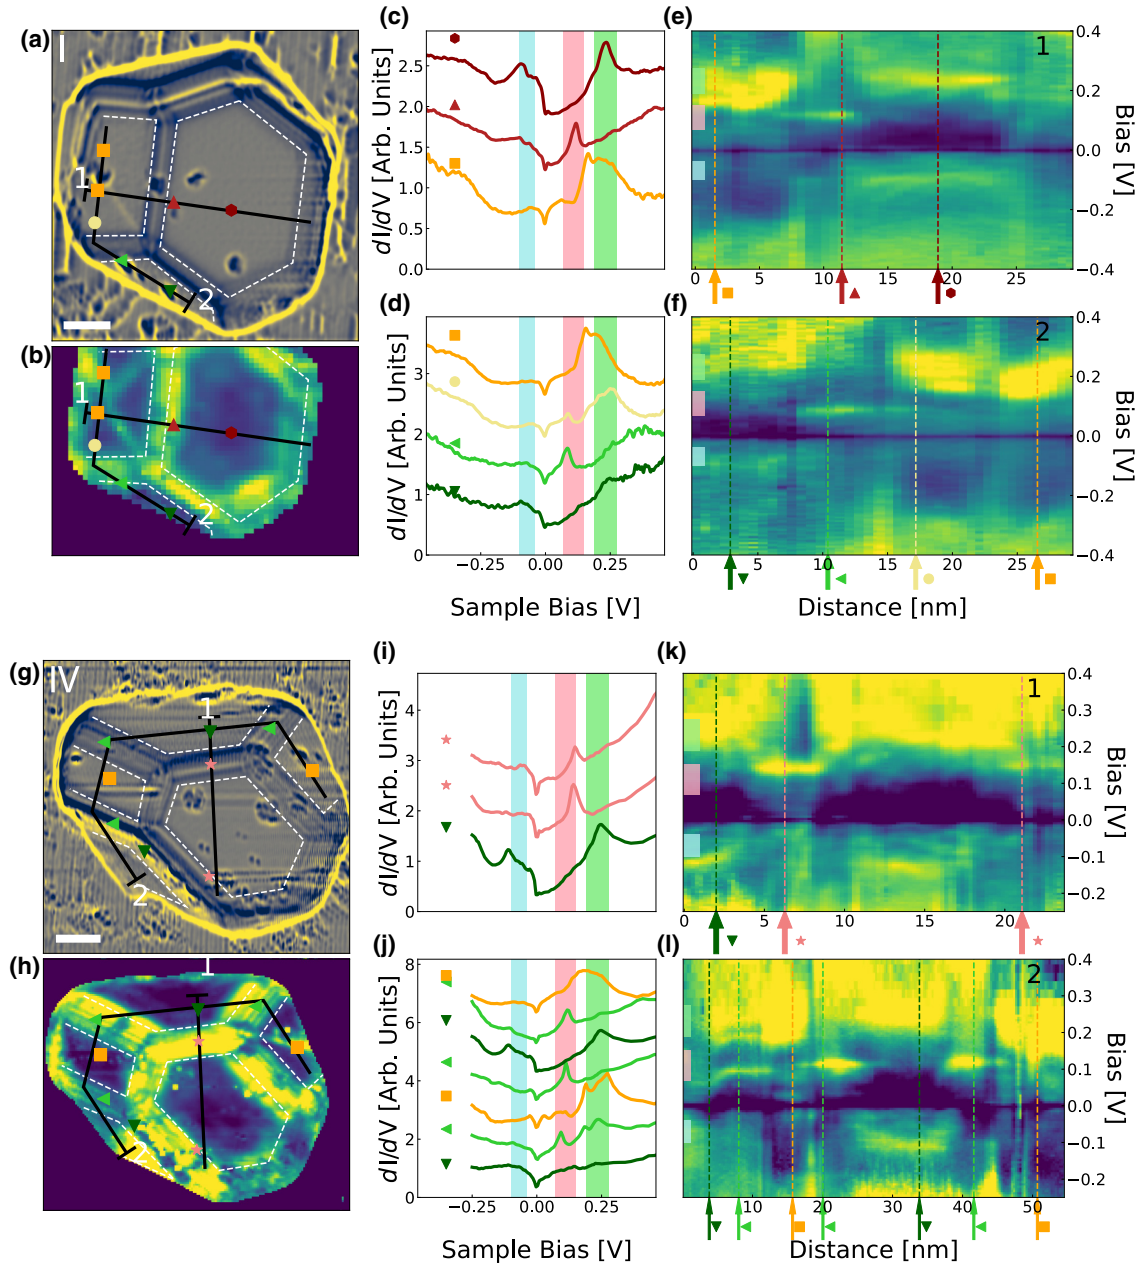 (a)
I
1
2
(b)
1
2
(c)
dI/dV [Arb. Units]
2.5
2.0
1.5
1.0
0.5
0.0
(d)
dI/dV [Arb. Units]
3
2
1
0
−0.25 0.00 0.25
Sample Bias [V]
(e)
1
0.4
0.2
0.0
−0.2
−0.4
Bias [V]
0 5 10 15 20 25
(f)
2
0.4
0.2
0.0
−0.2
−0.4
Bias [V]
0 5 10 15 20 25
Distance [nm]
(g)
IV
1
2
(h)
1
2
(i)
dI/dV [Arb. Units]
4
3
2
1
0
(j)
dI/dV [Arb. Units]
8
6
4
2
0
−0.25 0.00 0.25
Sample Bias [V]
(k)
1
0.4
0.3
0.2
0.1
0.0
−0.1
−0.2
Bias [V]
0 5 10 15 20
(l)
2
0.4
0.3
0.2
0.1
0.0
−0.1
−0.2
Bias [V]
0 10 20 30 40 50
Distance [nm]